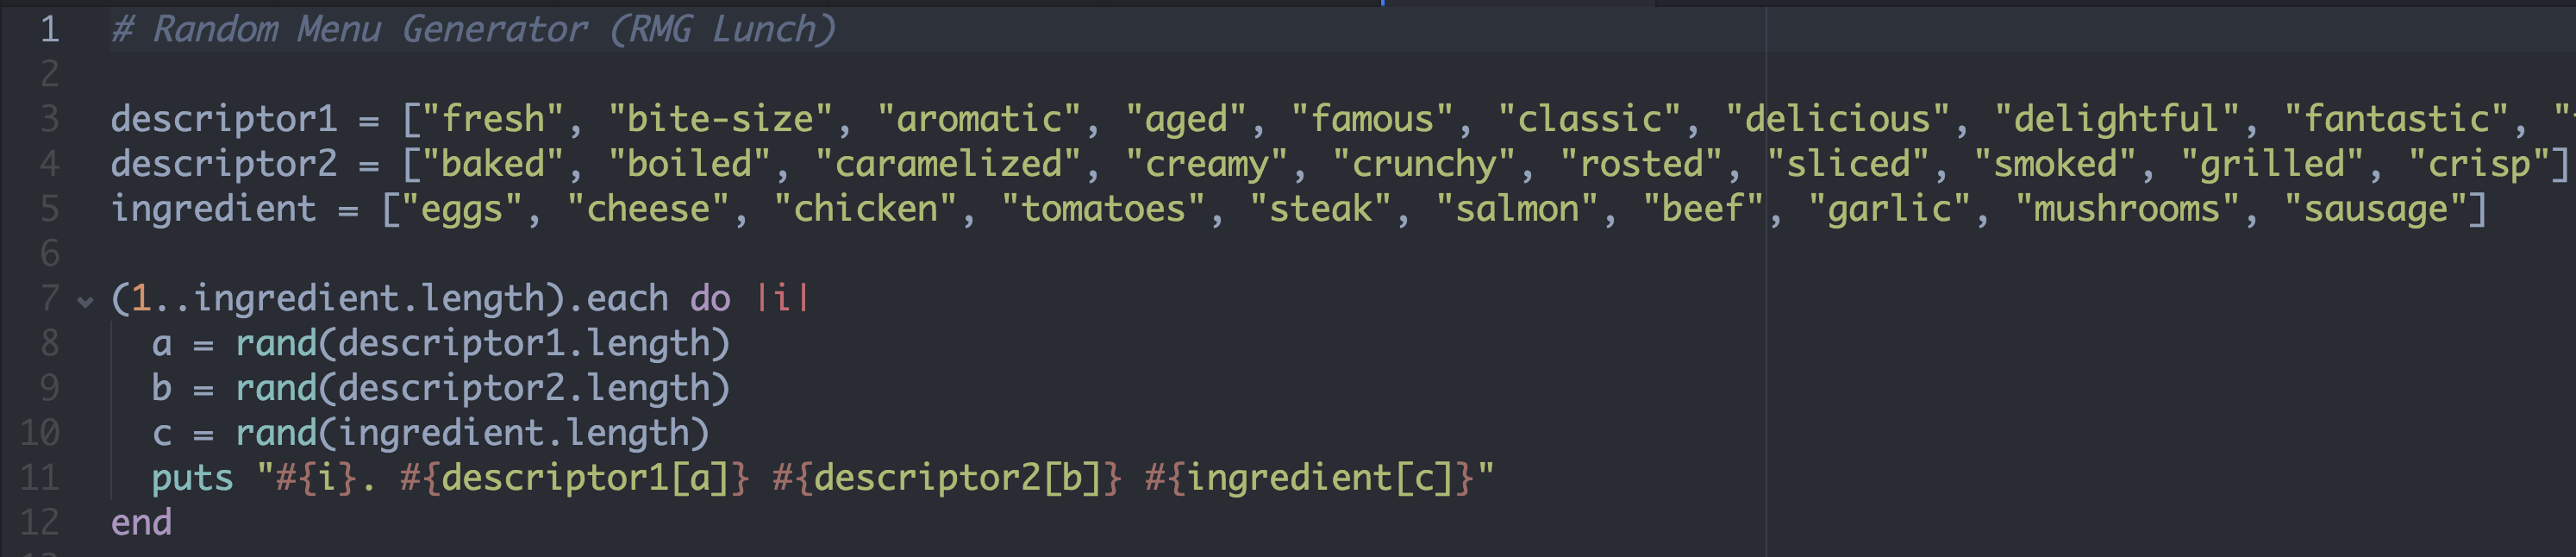 1 # Random Menu Generator (RMG Lunch)
2
3 descriptor1 = ["fresh", "bite-size", "aromatic", "aged", "famous", "classic", "delicious", "delightful", "fantastic", "
4 descriptor2 = ["baked", "boiled", "caramelized", "creamy", "crunchy", "rosted", "sliced", "smoked", "grilled", "crisp"]
5 ingredient = ["eggs", "cheese", "chicken", "tomatoes", "steak", "salmon", "beef", "garlic", "mushrooms", "sausage"]
6
7 (1..ingredient.length).each do |i|
8 a = rand(descriptor1.length)
9 b = rand(descriptor2.length)
10 c = rand(ingredient.length)
11 puts "#{i}. #{descriptor1[a]} #{descriptor2[b]} #{ingredient[c]}"
12 end